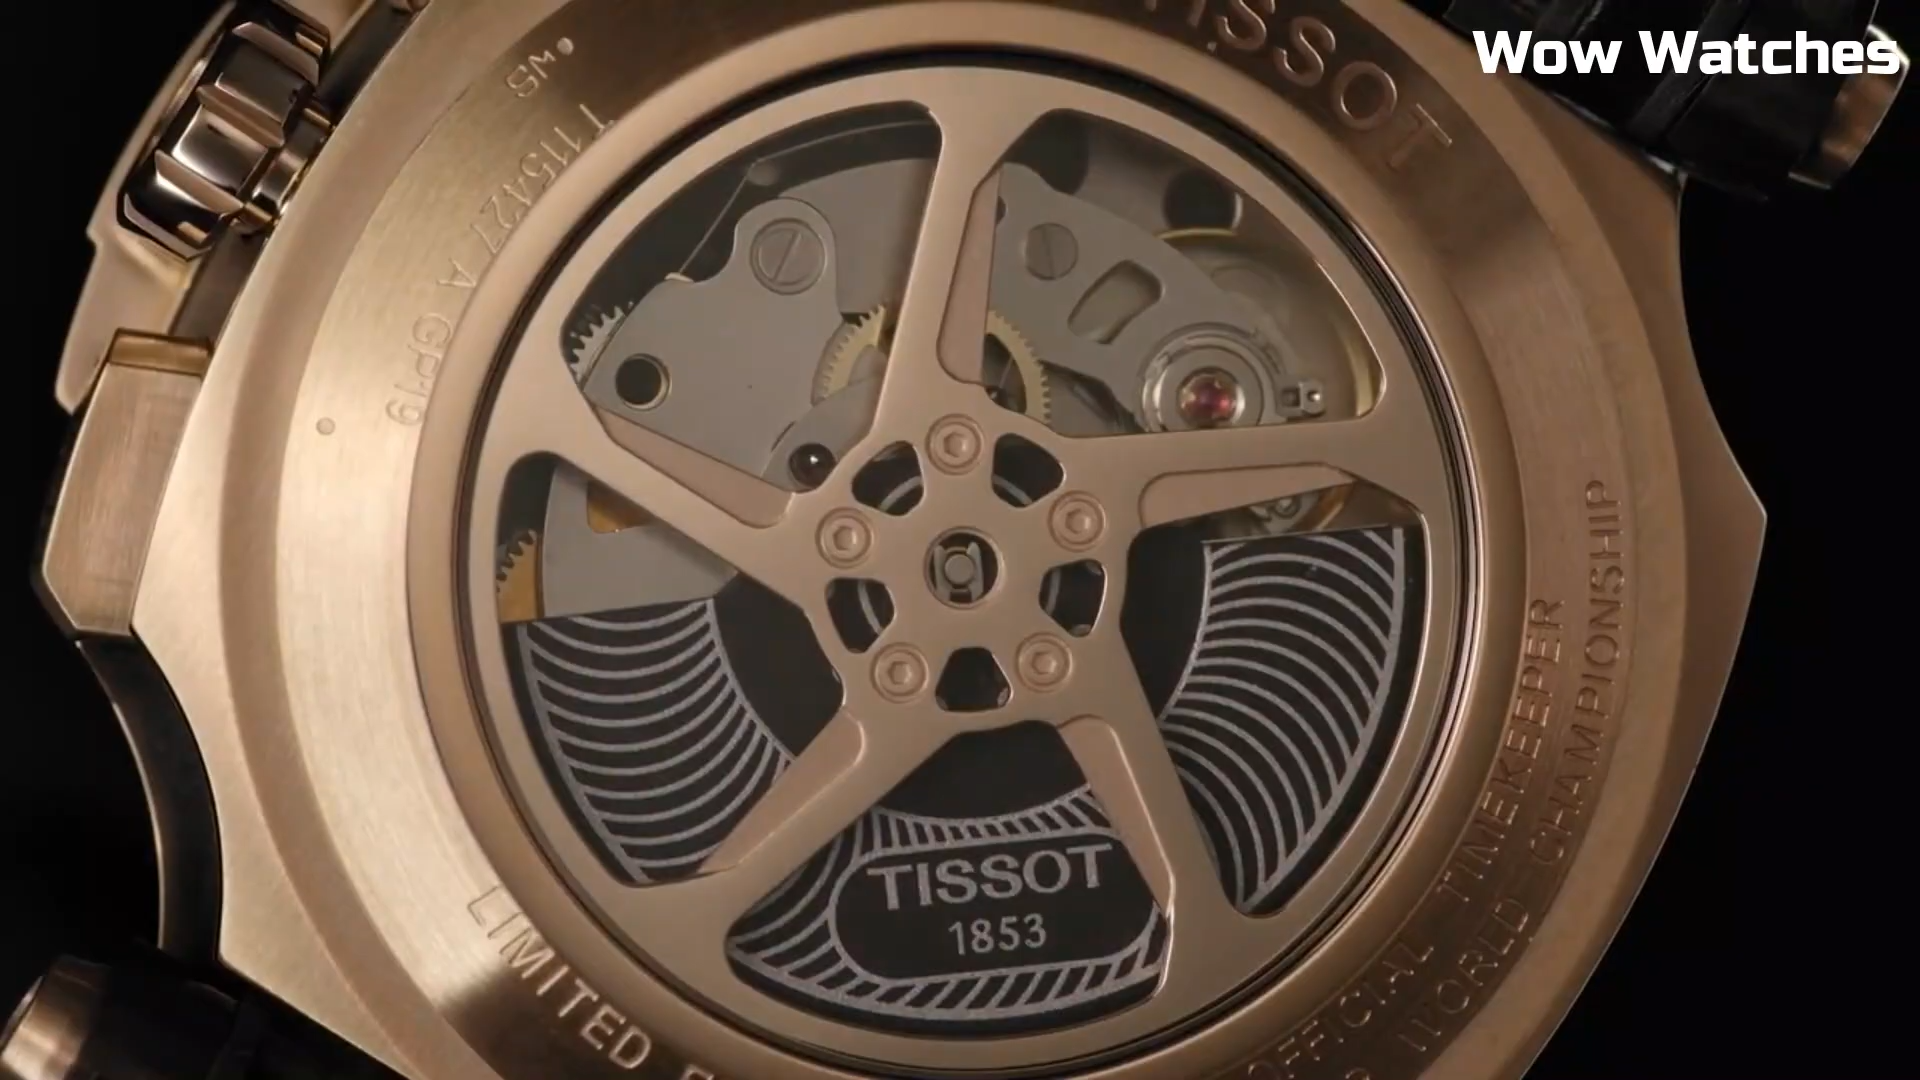 Wow Watches
TISSOT
SW
T115427 A GP19
LIMITED
OFFICIAL TIMEKEEPER
WORLD CHAMPIONSHIP
TISSOT
1853